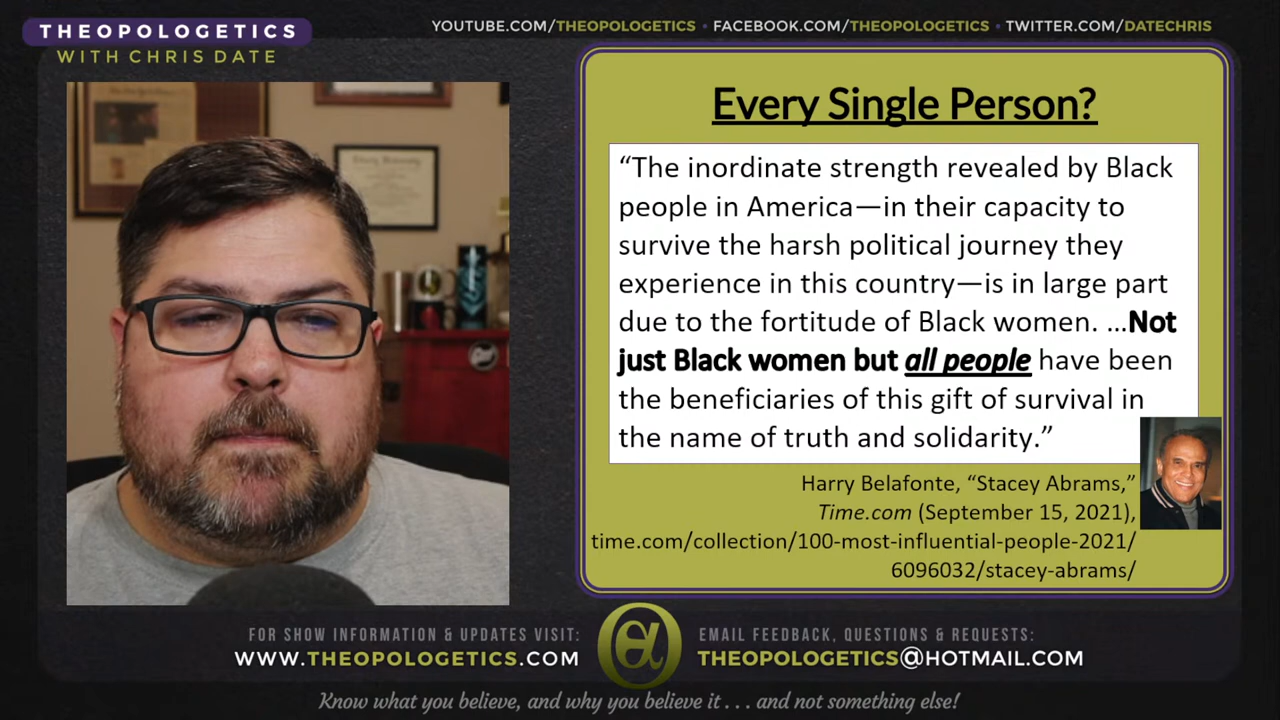 THEOPOLOGETICS
WITH CHRIS DATE
YOUTUBE.COM/THEOPOLOGETICS • FACEBOOK.COM/THEOPOLOGETICS • TWITTER.COM/DATECHRIS
Every Single Person?
“The inordinate strength revealed by Black
people in America—in their capacity to
survive the harsh political journey they
experience in this country—is in large part
due to the fortitude of Black women. ...Not
just Black women but all people have been
the beneficiaries of this gift of survival in
the name of truth and solidarity.”
Harry Belafonte, “Stacey Abrams,”
Time.com (September 15, 2021),
time.com/collection/100-most-influential-people-2021/
6096032/stacey-abrams/
FOR SHOW INFORMATION & UPDATES VISIT:
WWW.THEOPOLOGETICS.COM
EMAIL FEEDBACK, QUESTIONS & REQUESTS:
THEOPOLOGETICS@HOTMAIL.COM
Know what you believe, and why you believe it . . . and not something else!